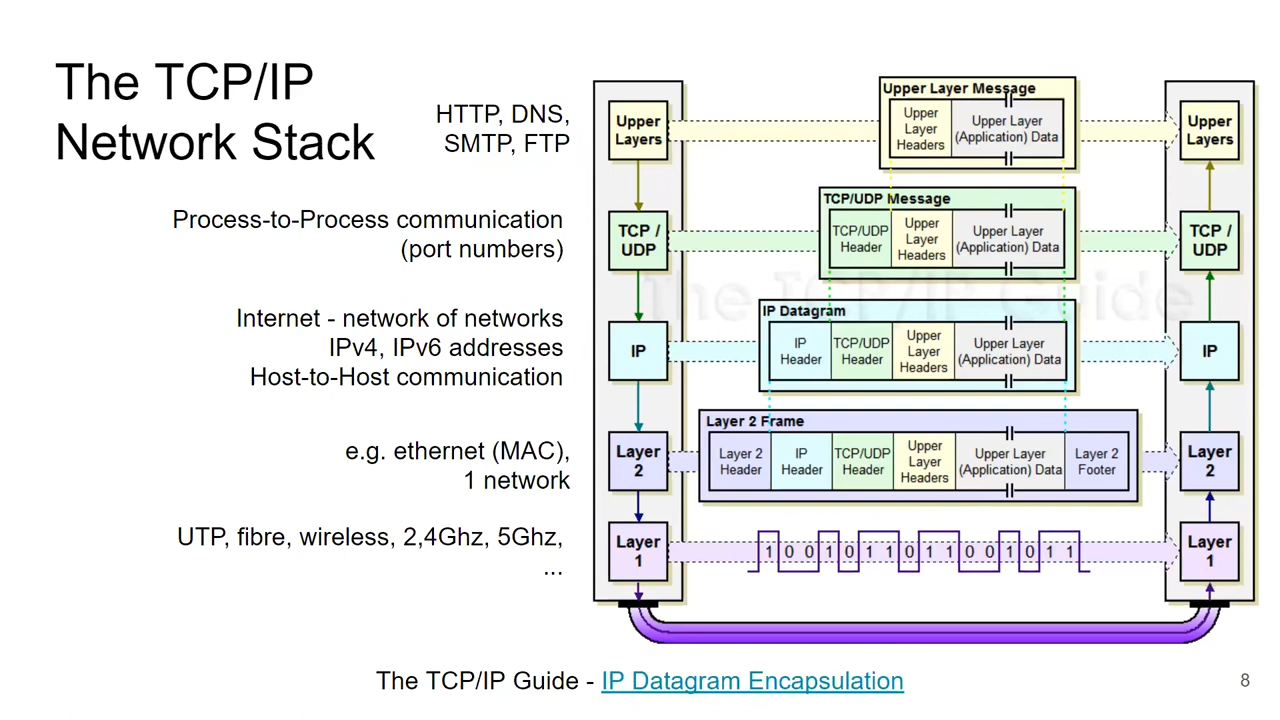 The TCP/IP
Network Stack
HTTP, DNS,
SMTP, FTP
Process-to-Process communication
(port numbers)
Internet - network of networks
IPv4, IPv6 addresses
Host-to-Host communication
e.g. ethernet (MAC),
1 network
UTP, fibre, wireless, 2,4Ghz, 5Ghz,
...
Upper
Layers
Upper Layer Message
Upper
Layer
Headers
Upper Layer
(Application) Data
Upper
Layers
TCP /
UDP
TCP/UDP Message
TCP/UDP
Header
Upper
Layer
Headers
Upper Layer
(Application) Data
TCP /
UDP
The TCP/IP Guide
IP
IP Datagram
IP
Header
TCP/UDP
Header
Upper
Layer
Headers
Upper Layer
(Application) Data
IP
Layer
2
Layer 2 Frame
Layer 2
Header
IP
Header
TCP/UDP
Header
Upper
Layer
Headers
Upper Layer
(Application) Data
Layer 2
Footer
Layer
2
Layer
1
1 0 0 1 0 1 1 0 1 1 0 0 1 0 1 1
Layer
1
The TCP/IP Guide - IP Datagram Encapsulation
8